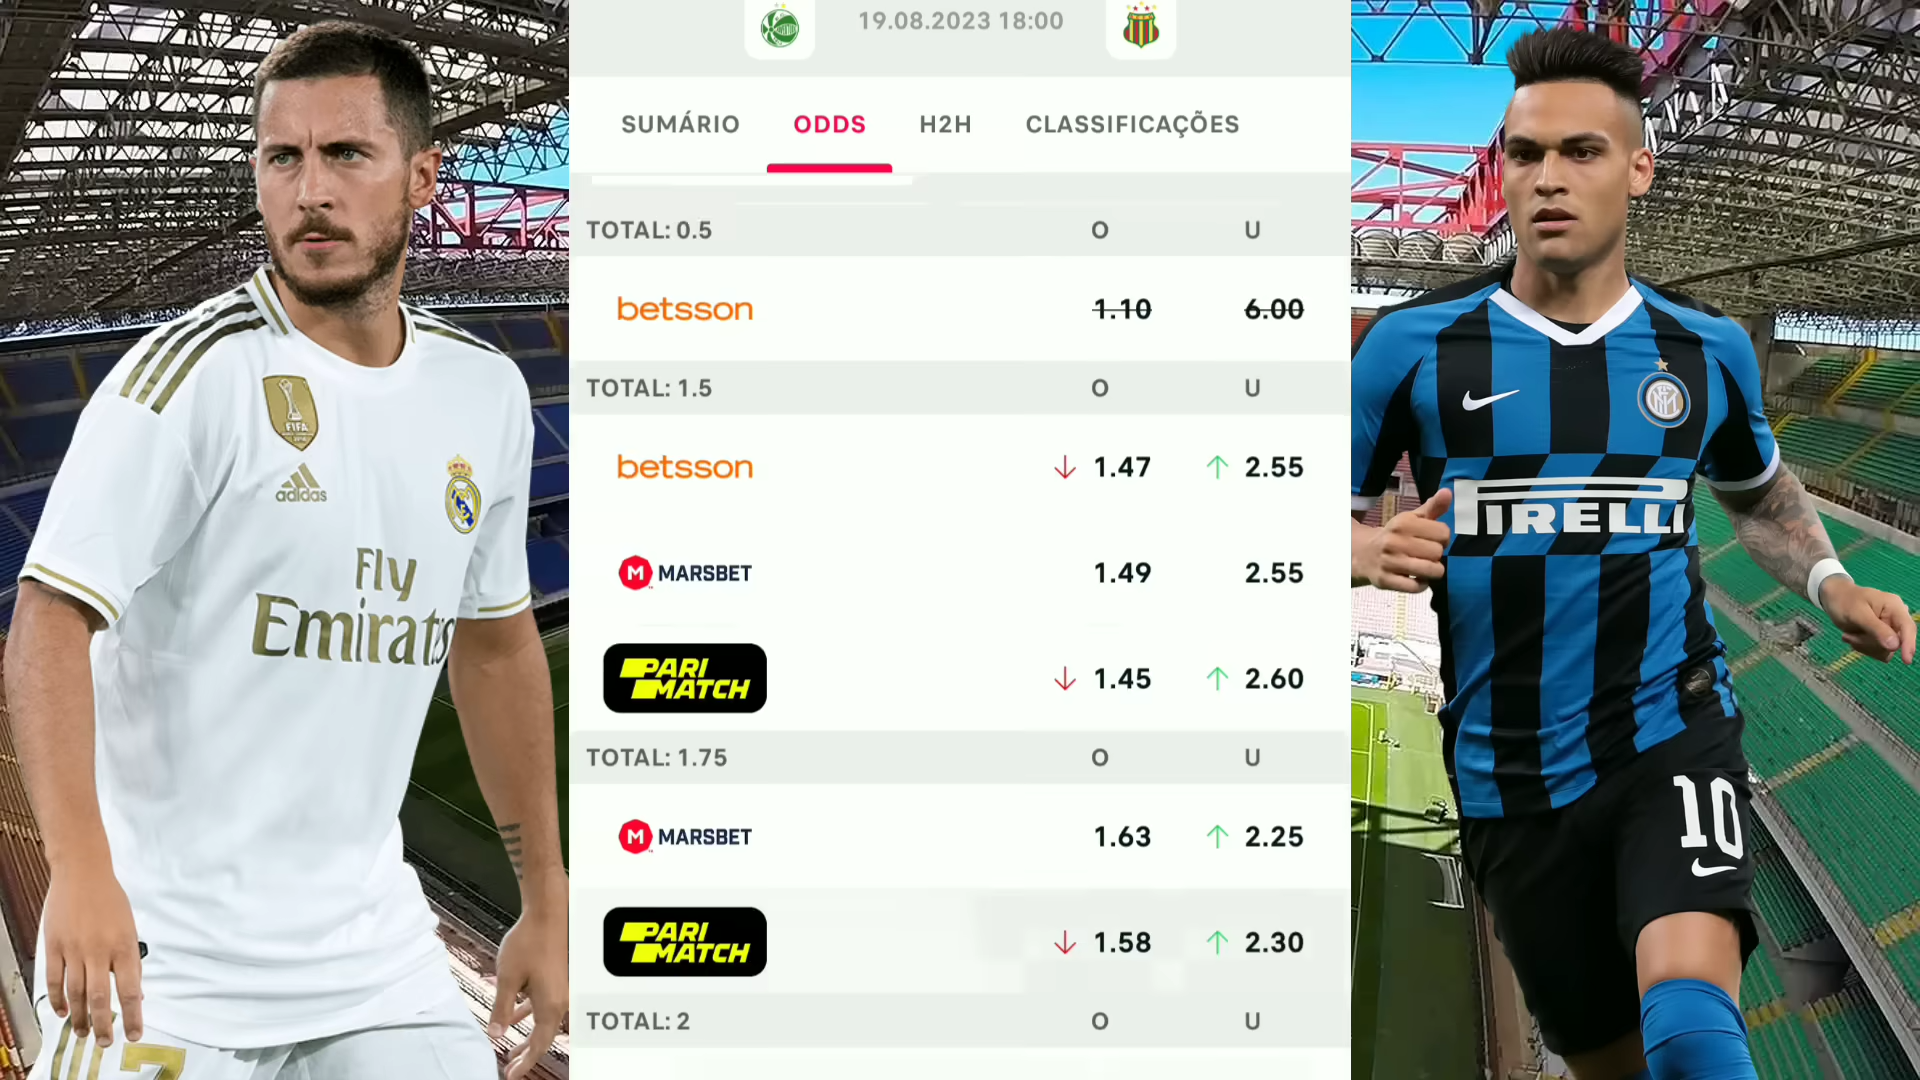 19.08.2023 18:00
SUMÁRIO ODDS H2H CLASSIFICAÇÕES
TOTAL: 0.5 O U
betsson 1.10 6.00
TOTAL: 1.5 O U
betsson 1.47 2.55
M MARSBET 1.49 2.55
PARI MATCH 1.45 2.60
TOTAL: 1.75 O U
M MARSBET 1.63 2.25
PARI MATCH 1.58 2.30
TOTAL: 2 O U
FIFA
adidas
Fly
Emirates
7
PIRELLI
10